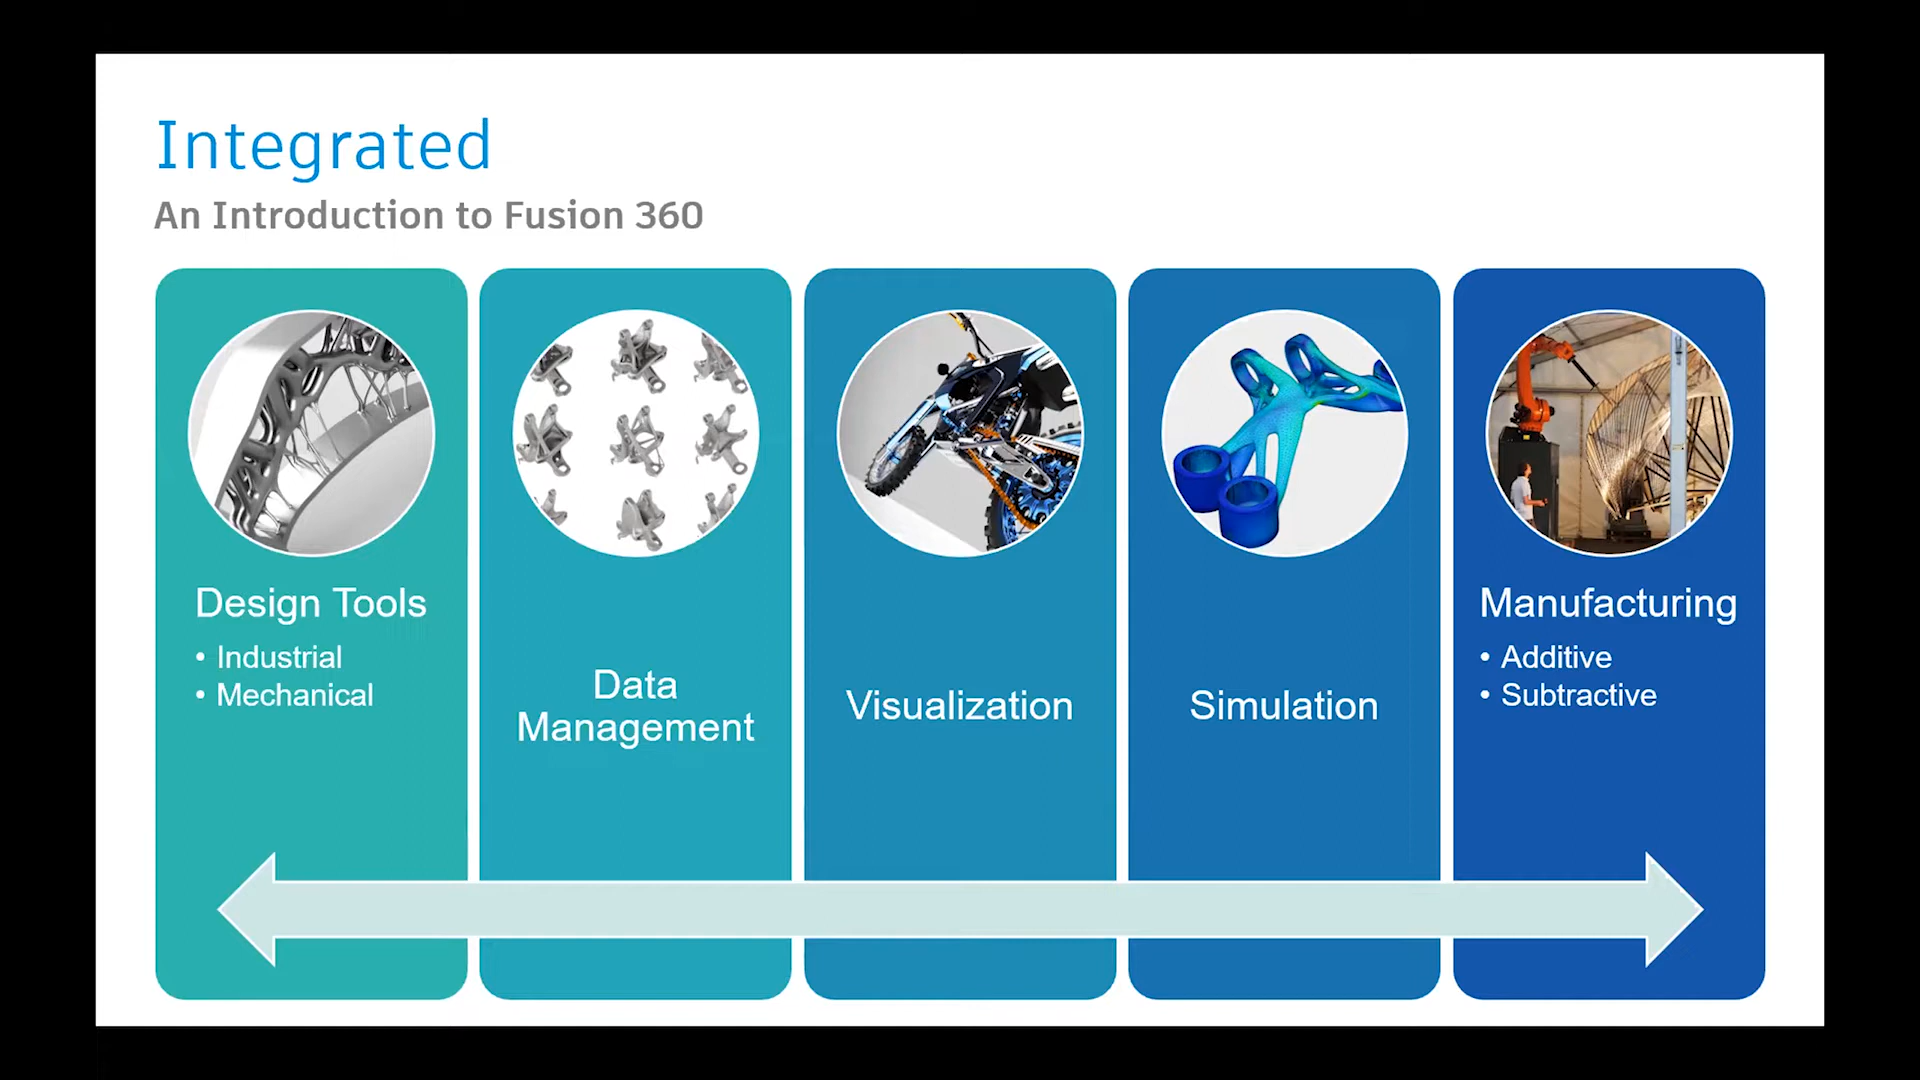 Integrated
An Introduction to Fusion 360
Design Tools
• Industrial
• Mechanical
Data
Management
Visualization
Simulation
Manufacturing
• Additive
• Subtractive